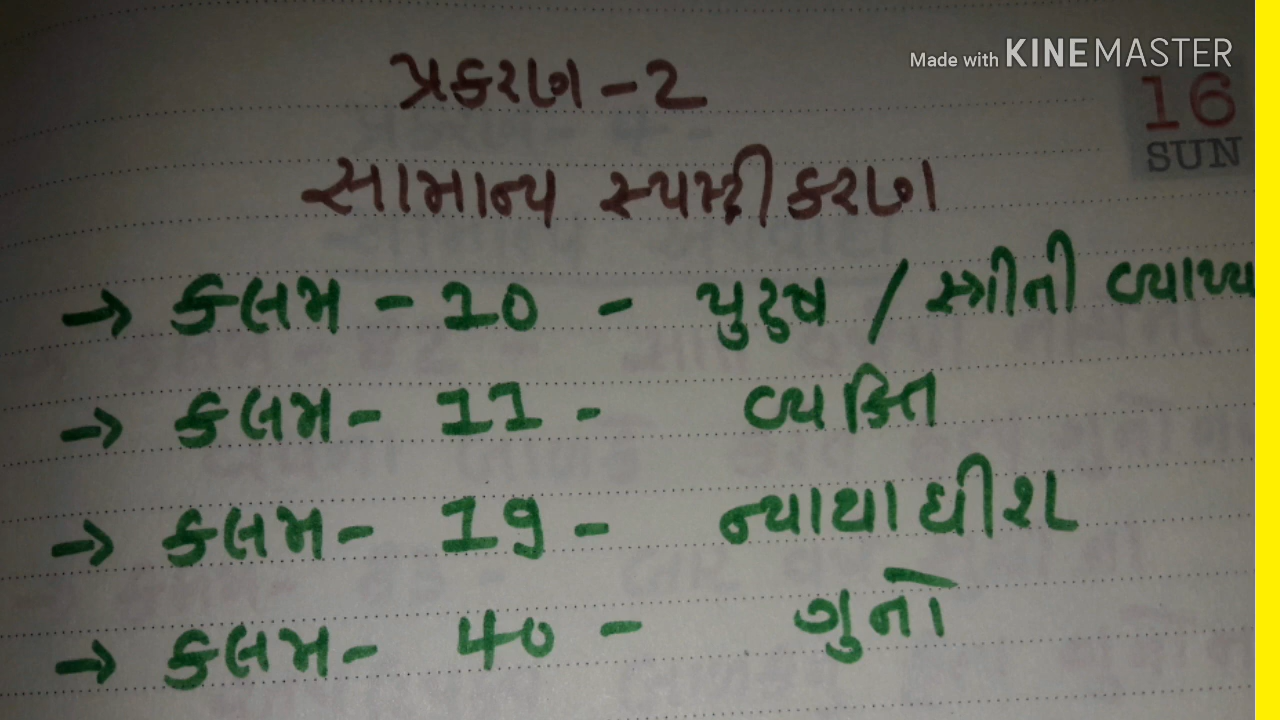 Made with KINEMASTER
પ્રકરણ - 2
16
SUN
સામાન્ય સ્પષ્ટીકરણ
→ કલમ - 10 - પુરુષ / સ્ત્રીની વ્યાખ્ય
→ કલમ - 11 - વ્યક્તિ
→ કલમ - 19 - ન્યાયાધીશ
→ કલમ - 40 - ગુનો